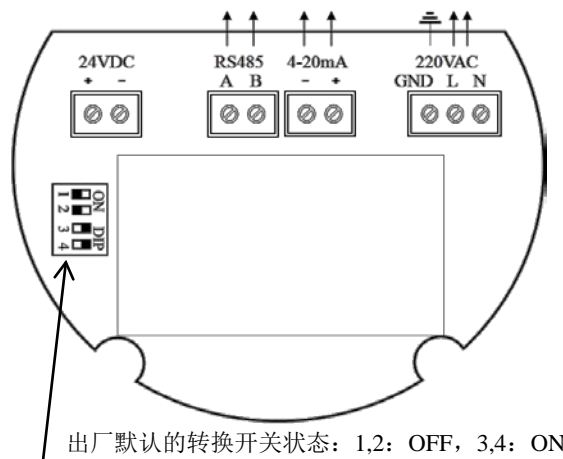 24VDC RS485 4-20mA 220VAC
+ - A B - + GND L N
ON DIP
1 2 3 4
出厂默认的转换开关状态：1,2：OFF，3,4：ON